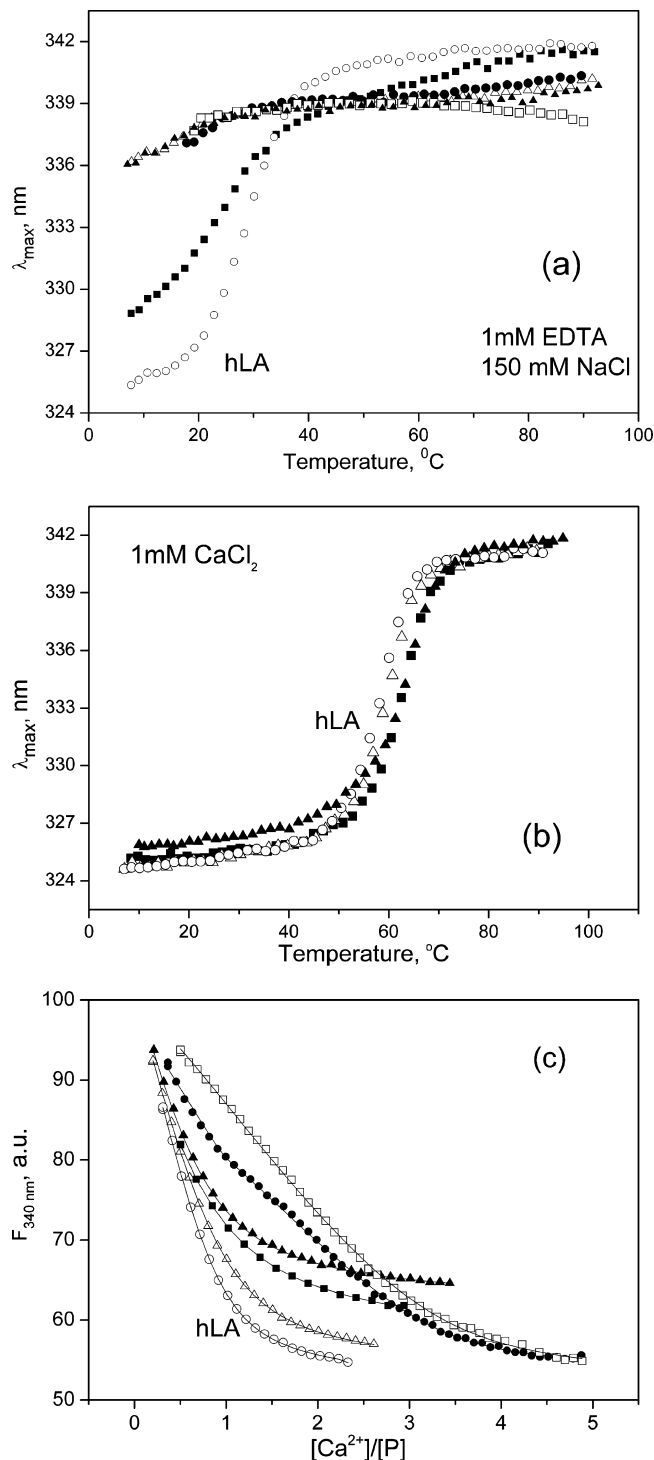 342
339
336
333
330
327
324
λmax, nm
(a)
hLA
1mM EDTA
150 mM NaCl
0 20 40 60 80 100
Temperature, ⁰C
342
339
336
333
330
327
324
λmax, nm
1mM CaCl₂
hLA
(b)
0 20 40 60 80 100
Temperature, °C
100
90
80
70
60
50
F340 nm, a.u.
(c)
hLA
0 1 2 3 4 5
[Ca²⁺]/[P]